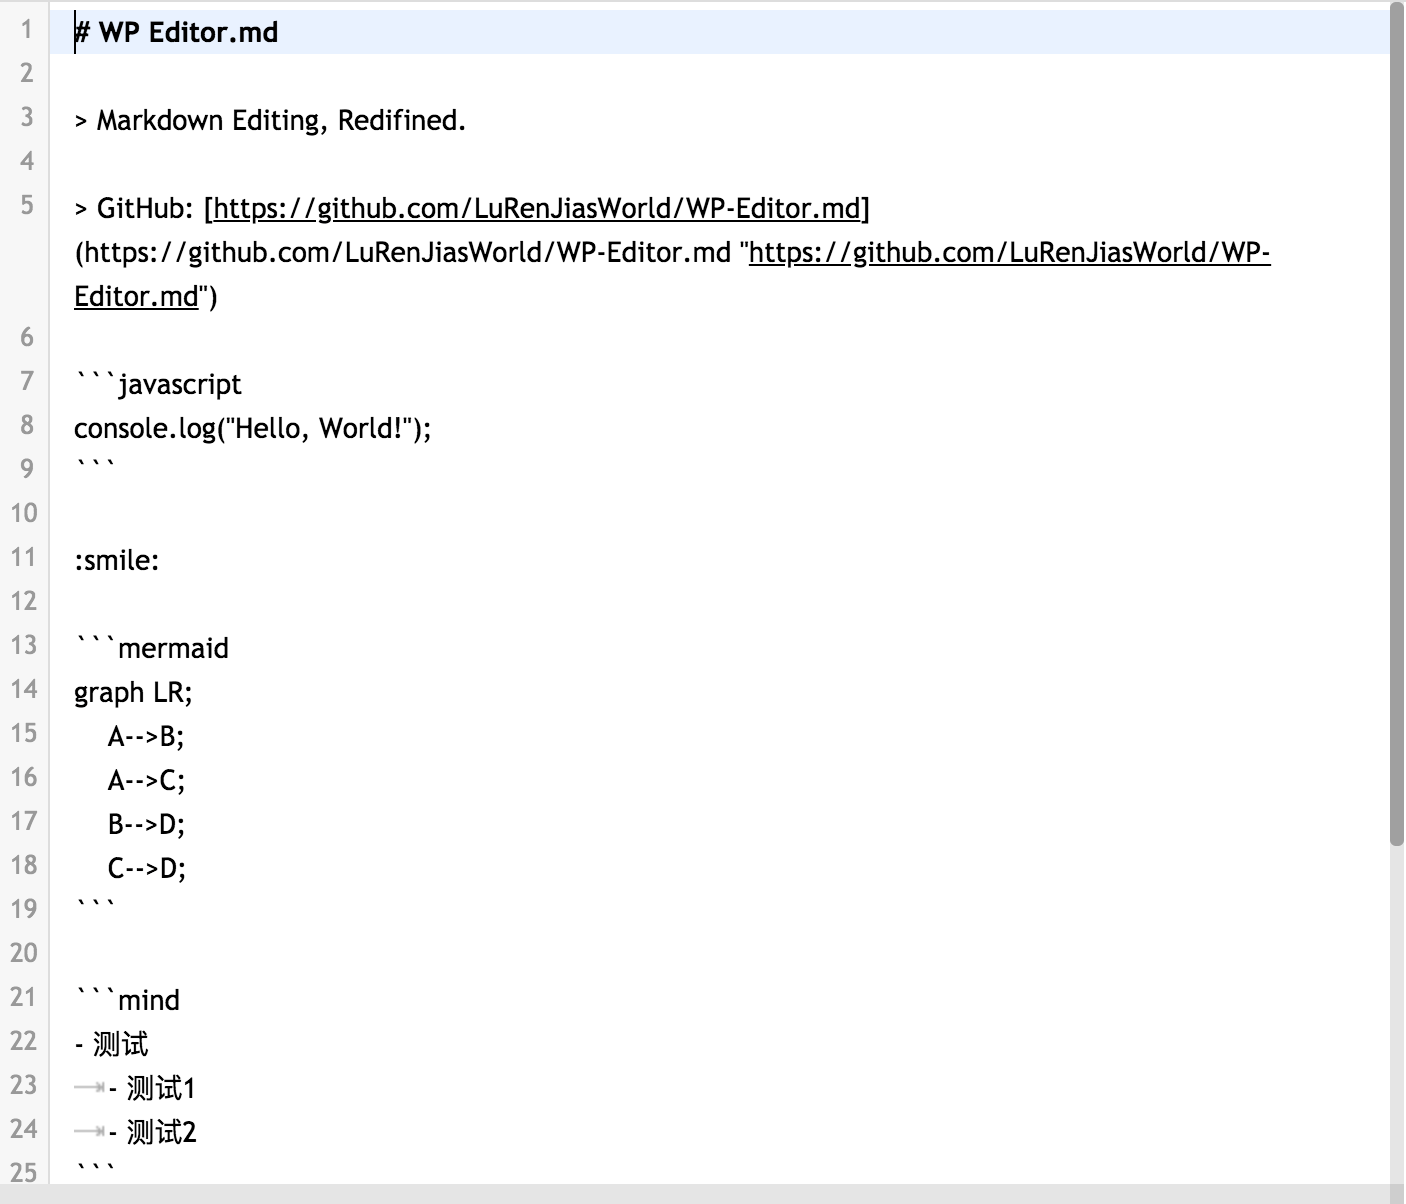 1 # WP Editor.md
2
3 > Markdown Editing, Redifined.
4
5 > GitHub: [https://github.com/LuRenJiasWorld/WP-Editor.md]
(https://github.com/LuRenJiasWorld/WP-Editor.md "https://github.com/LuRenJiasWorld/WP-
Editor.md")
6
7 ```javascript
8 console.log("Hello, World!");
9 ```
10
11 :smile:
12
13 ```mermaid
14 graph LR;
15     A-->B;
16     A-->C;
17     B-->D;
18     C-->D;
19 ```
20
21 ```mind
22 - 测试
23 	- 测试1
24 	- 测试2
25 ```